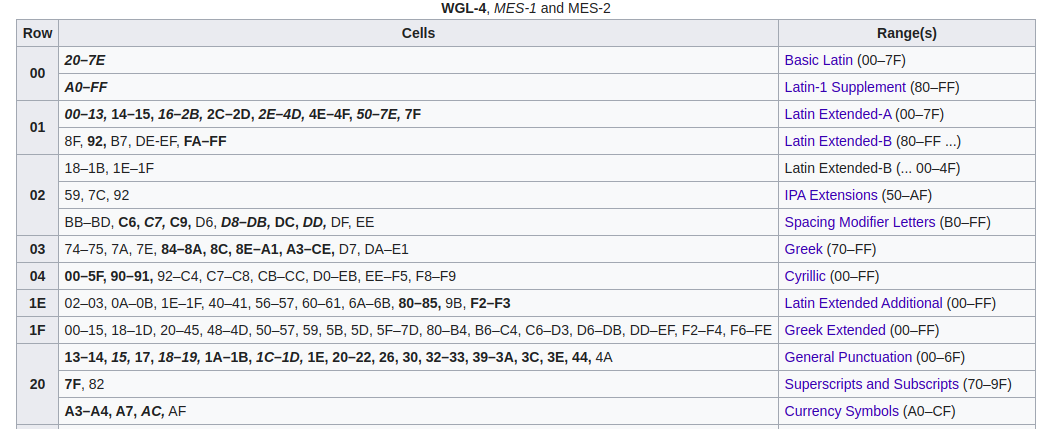 WGL-4, MES-1 and MES-2
Row Cells Range(s)
00 20–7E Basic Latin (00–7F)
A0–FF Latin-1 Supplement (80–FF)
01 00–13, 14–15, 16–2B, 2C–2D, 2E–4D, 4E–4F, 50–7E, 7F Latin Extended-A (00–7F)
8F, 92, B7, DE-EF, FA–FF Latin Extended-B (80–FF ...)
02 18–1B, 1E–1F Latin Extended-B (... 00–4F)
59, 7C, 92 IPA Extensions (50–AF)
BB–BD, C6, C7, C9, D6, D8–DB, DC, DD, DF, EE Spacing Modifier Letters (B0–FF)
03 74–75, 7A, 7E, 84–8A, 8C, 8E–A1, A3–CE, D7, DA–E1 Greek (70–FF)
04 00–5F, 90–91, 92–C4, C7–C8, CB–CC, D0–EB, EE–F5, F8–F9 Cyrillic (00–FF)
1E 02–03, 0A–0B, 1E–1F, 40–41, 56–57, 60–61, 6A–6B, 80–85, 9B, F2–F3 Latin Extended Additional (00–FF)
1F 00–15, 18–1D, 20–45, 48–4D, 50–57, 59, 5B, 5D, 5F–7D, 80–B4, B6–C4, C6–D3, D6–DB, DD–EF, F2–F4, F6–FE Greek Extended (00–FF)
20 13–14, 15, 17, 18–19, 1A–1B, 1C–1D, 1E, 20–22, 26, 30, 32–33, 39–3A, 3C, 3E, 44, 4A General Punctuation (00–6F)
7F, 82 Superscripts and Subscripts (70–9F)
A3–A4, A7, AC, AF Currency Symbols (A0–CF)